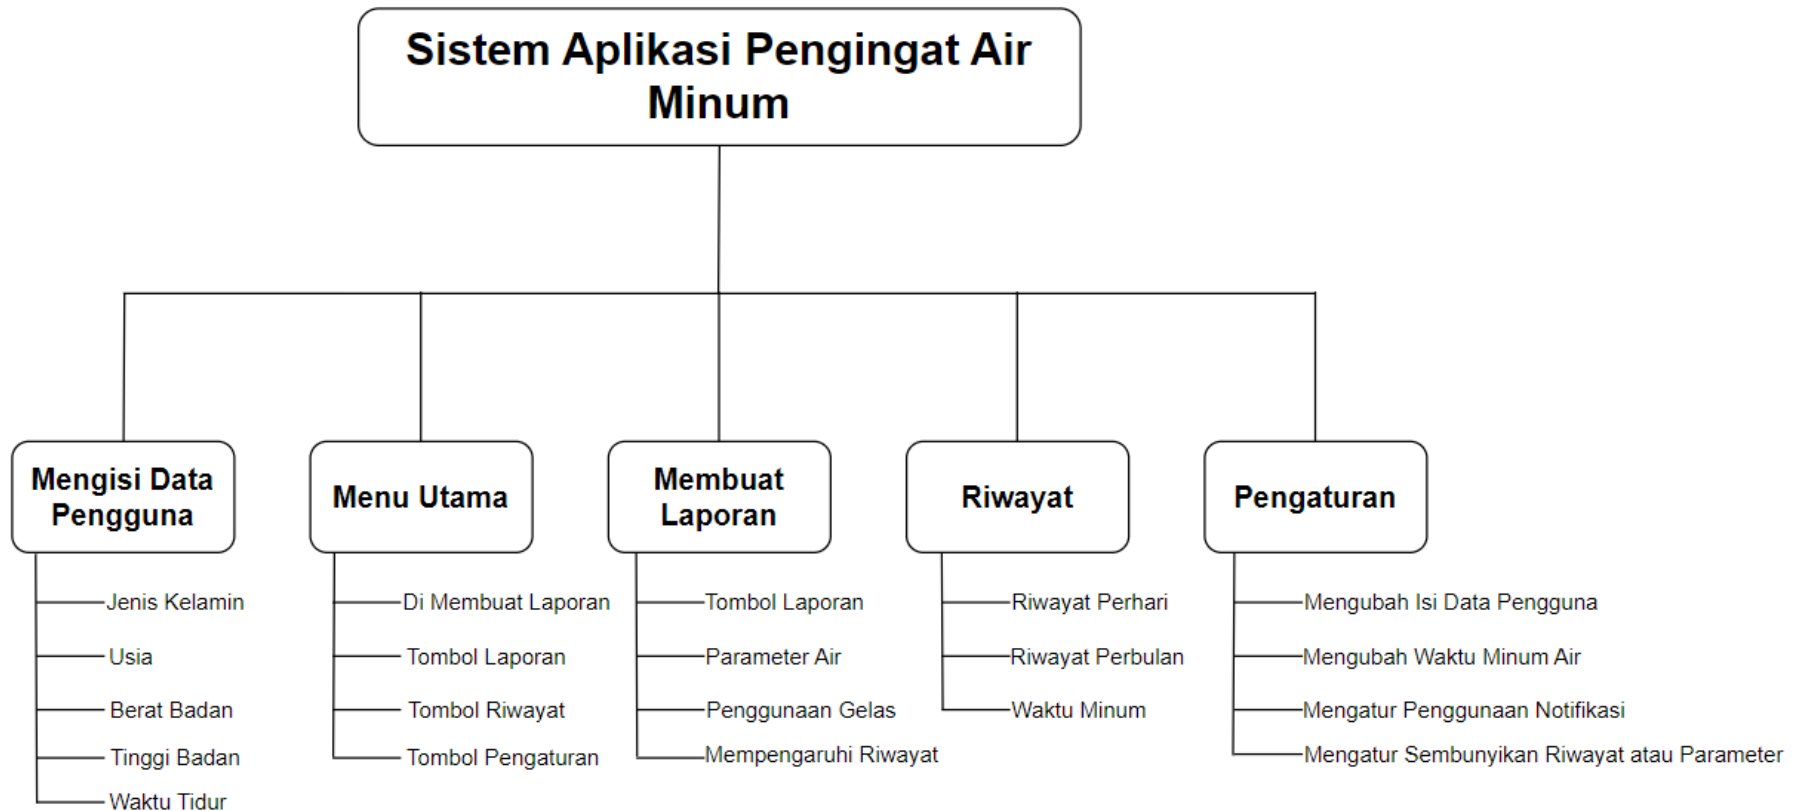 Sistem Aplikasi Pengingat Air
Minum
Mengisi Data
Pengguna
Jenis Kelamin
Usia
Berat Badan
Tinggi Badan
Waktu Tidur
Menu Utama
Di Membuat Laporan
Tombol Laporan
Tombol Riwayat
Tombol Pengaturan
Membuat
Laporan
Tombol Laporan
Parameter Air
Penggunaan Gelas
Mempengaruhi Riwayat
Riwayat
Riwayat Perhari
Riwayat Perbulan
Waktu Minum
Pengaturan
Mengubah Isi Data Pengguna
Mengubah Waktu Minum Air
Mengatur Penggunaan Notifikasi
Mengatur Sembunyikan Riwayat atau Parameter